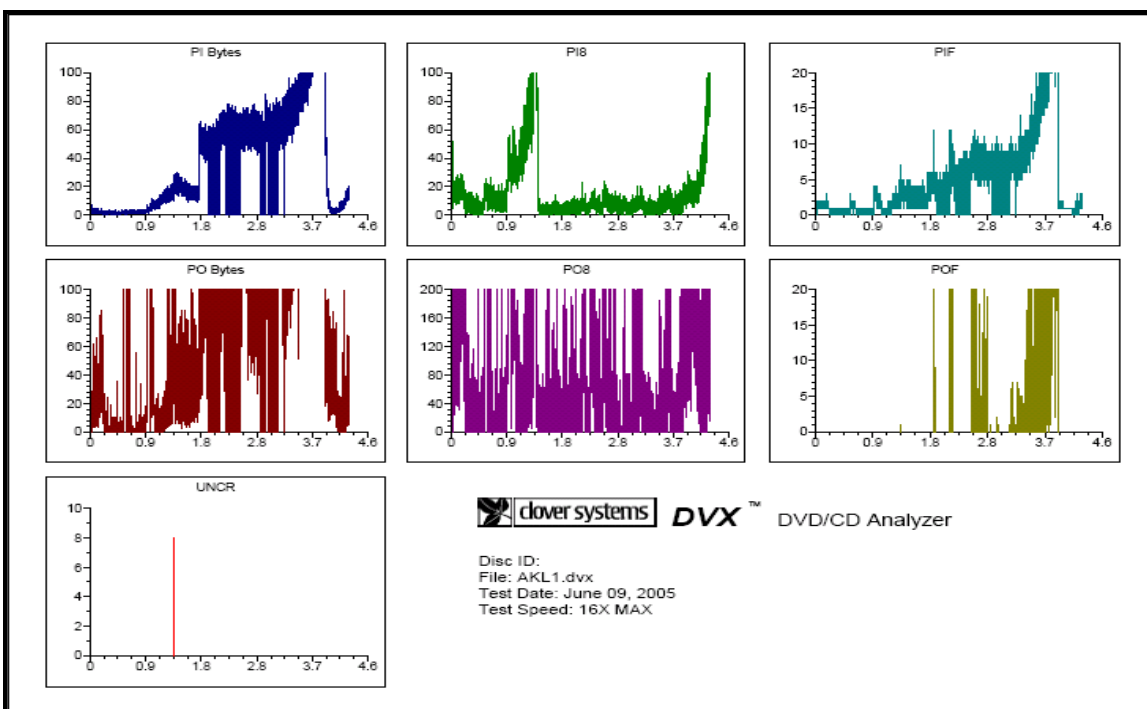 PI Bytes
100
80
60
40
20
0
0 0.9 1.8 2.8 3.7 4.6
PI8
100
80
60
40
20
0
0 0.9 1.8 2.8 3.7 4.6
PIF
20
15
10
5
0
0 0.9 1.8 2.8 3.7 4.6
PO Bytes
100
80
60
40
20
0
0 0.9 1.8 2.8 3.7 4.6
PO8
200
160
120
80
40
0
0 0.9 1.8 2.8 3.7 4.6
POF
20
15
10
5
0
0 0.9 1.8 2.8 3.7 4.6
UNCR
10
8
6
4
2
0
0 0.9 1.8 2.8 3.7 4.6
clover systems DVX ™ DVD/CD Analyzer
Disc ID:
File: AKL1.dvx
Test Date: June 09, 2005
Test Speed: 16X MAX